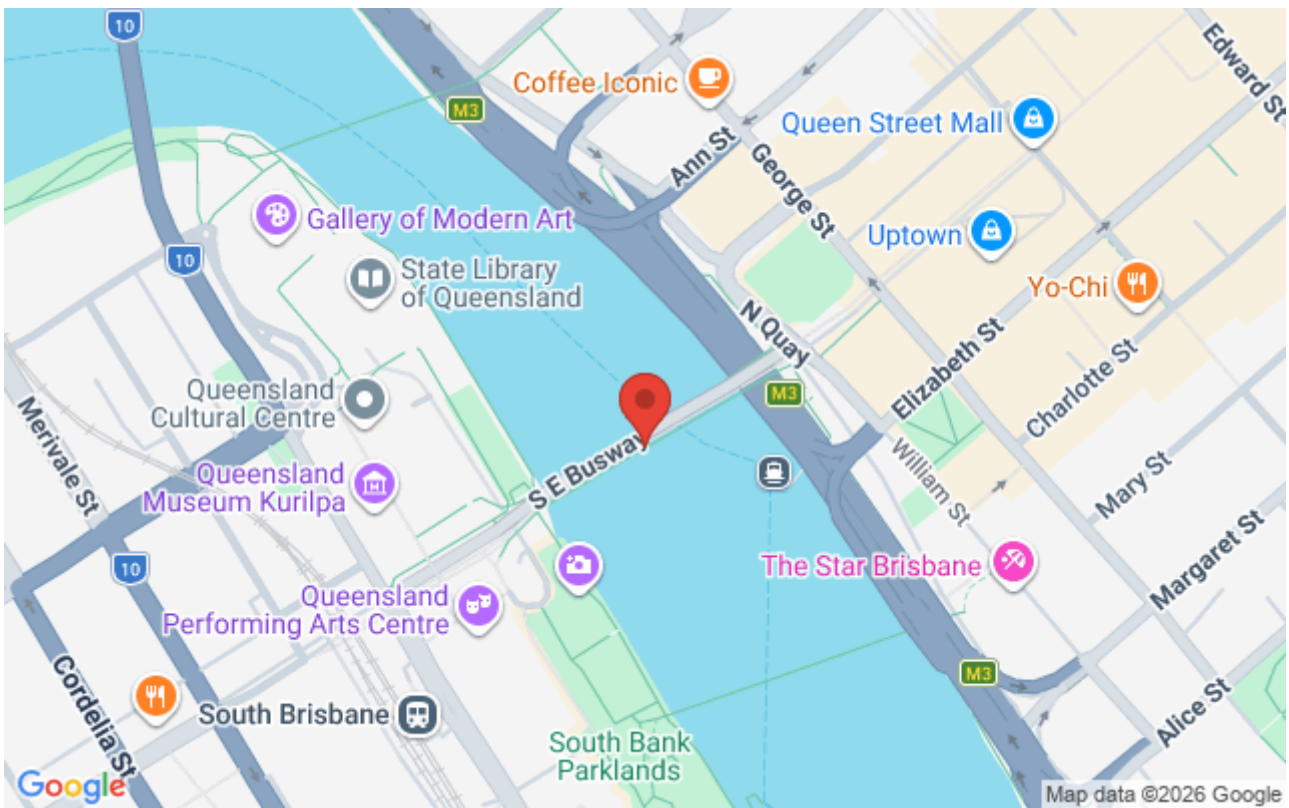 10
Edward St
Coffee Iconic
M3
Queen Street Mall
Ann St
George St
Gallery of Modern Art
Uptown
10
State Library
of Queensland
Yo-Chi
N Quay
Elizabeth St
Charlotte St
Queensland
Cultural Centre
M3
Merivale St
S E Busway
William St
Mary St
Queensland
Museum Kurilpa
Margaret St
10
The Star Brisbane
Queensland
Performing Arts Centre
M3
Cordelia St
South Brisbane
Alice St
South Bank
Parklands
Google
Map data ©2026 Google